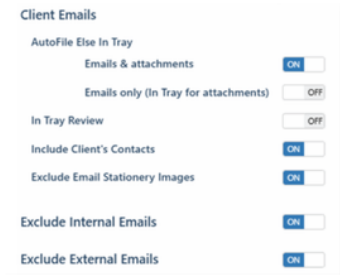 Client Emails
AutoFile Else In Tray
Emails & attachments ON
Emails only (In Tray for attachments) OFF
In Tray Review OFF
Include Client's Contacts ON
Exclude Email Stationery Images ON
Exclude Internal Emails ON
Exclude External Emails ON